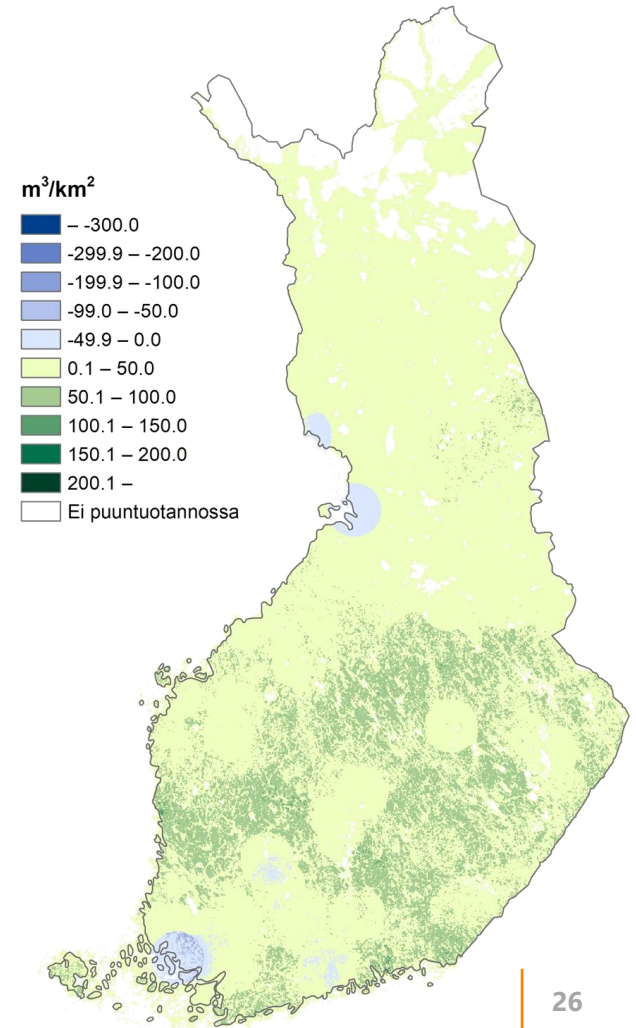 m³/km²
– -300.0
-299.9 – -200.0
-199.9 – -100.0
-99.0 – -50.0
-49.9 – 0.0
0.1 – 50.0
50.1 – 100.0
100.1 – 150.0
150.1 – 200.0
200.1 –
Ei puuntuotannossa
26